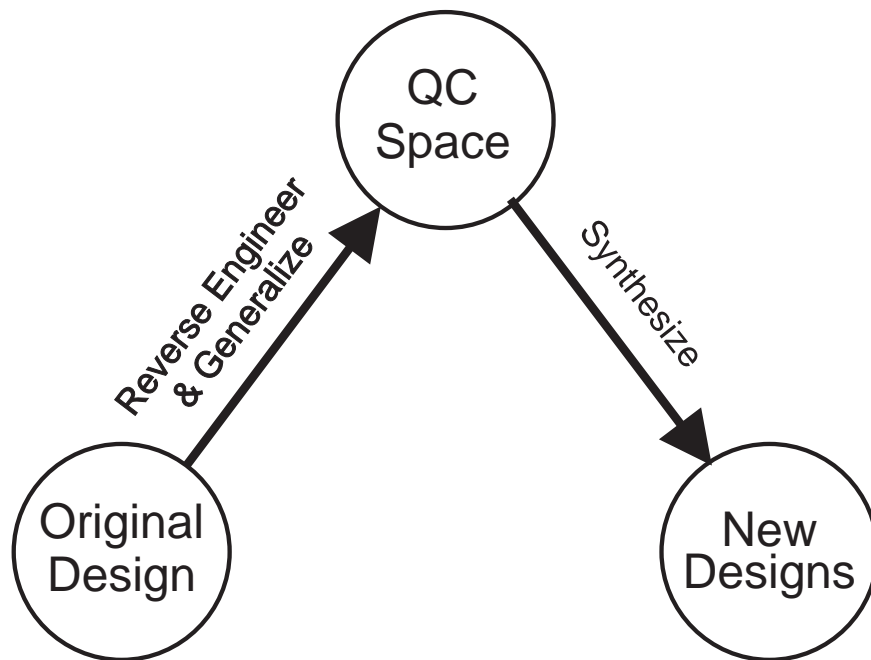 QC
Space
Reverse Engineer
& Generalize
Synthesize
Original
Design
New
Designs